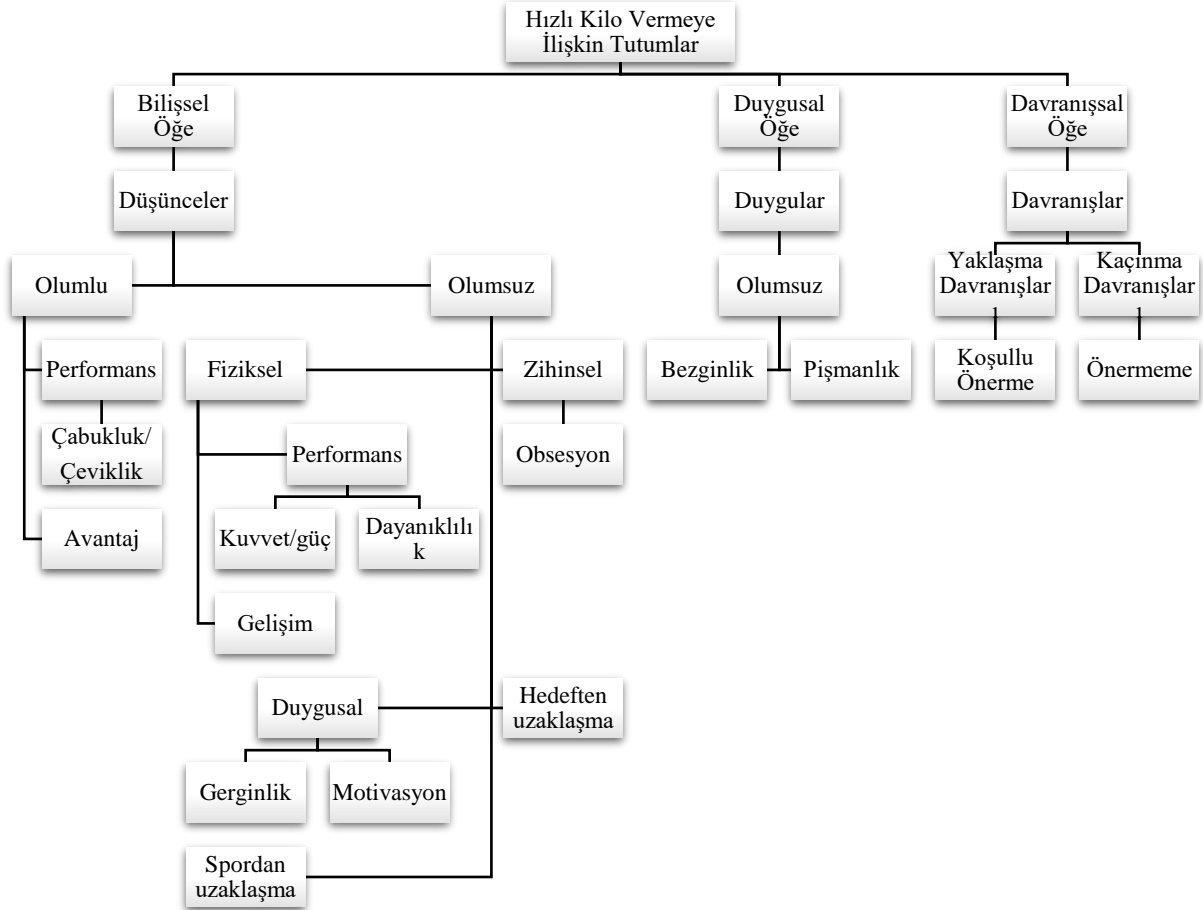 Hızlı Kilo Vermeye
İlişkin Tutumlar
Bilişsel
Öğe
Duygusal
Öğe
Davranışsal
Öğe
Düşünceler
Duygular
Davranışlar
Olumlu
Olumsuz
Olumsuz
Yaklaşma
Davranışlar
ı
Kaçınma
Davranışlar
ı
Performans
Fiziksel
Zihinsel
Bezginlik
Pişmanlık
Koşullu
Önerme
Önermeme
Çabukluk/
Çeviklik
Performans
Obsesyon
Avantaj
Kuvvet/güç
Dayanıklılı
k
Gelişim
Duygusal
Hedeften
uzaklaşma
Gerginlik
Motivasyon
Spordan
uzaklaşma